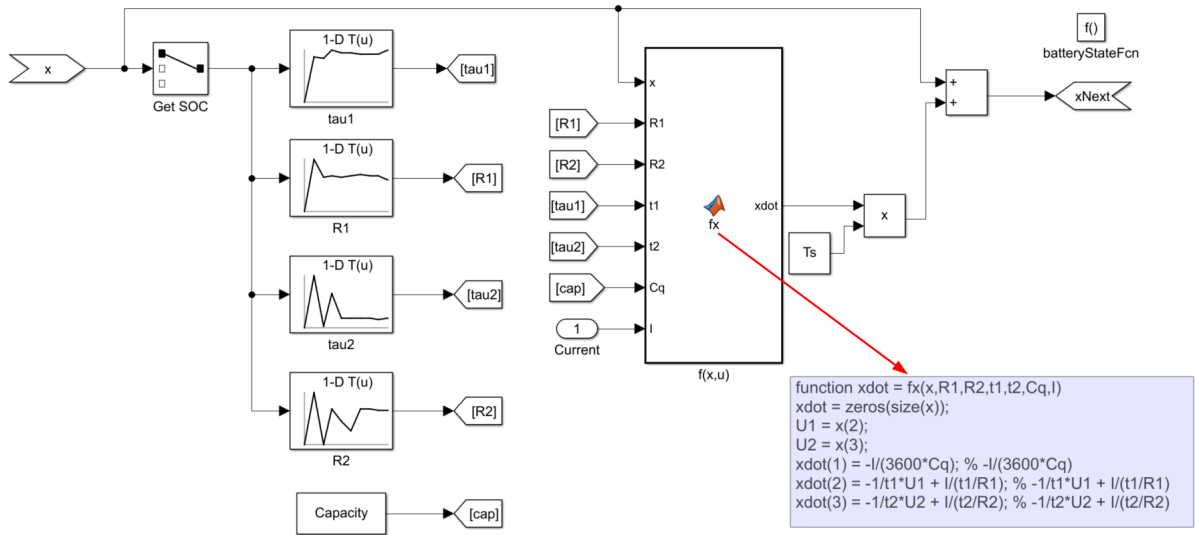 x
Get SOC
1-D T(u)
tau1
[tau1]
1-D T(u)
R1
[R1]
1-D T(u)
tau2
[tau2]
1-D T(u)
R2
[R2]
Capacity
[cap]
[R1]
[R2]
[tau1]
[tau2]
[cap]
1
Current
x
R1
R2
t1
t2
Cq
I
fx
xdot
f(x,u)
Ts
x
+
+
f()
batteryStateFcn
xNext
function xdot = fx(x,R1,R2,t1,t2,Cq,I)
xdot = zeros(size(x));
U1 = x(2);
U2 = x(3);
xdot(1) = -I/(3600*Cq); % -I/(3600*Cq)
xdot(2) = -1/t1*U1 + I/(t1/R1); % -1/t1*U1 + I/(t1/R1)
xdot(3) = -1/t2*U2 + I/(t2/R2); % -1/t2*U2 + I/(t2/R2)